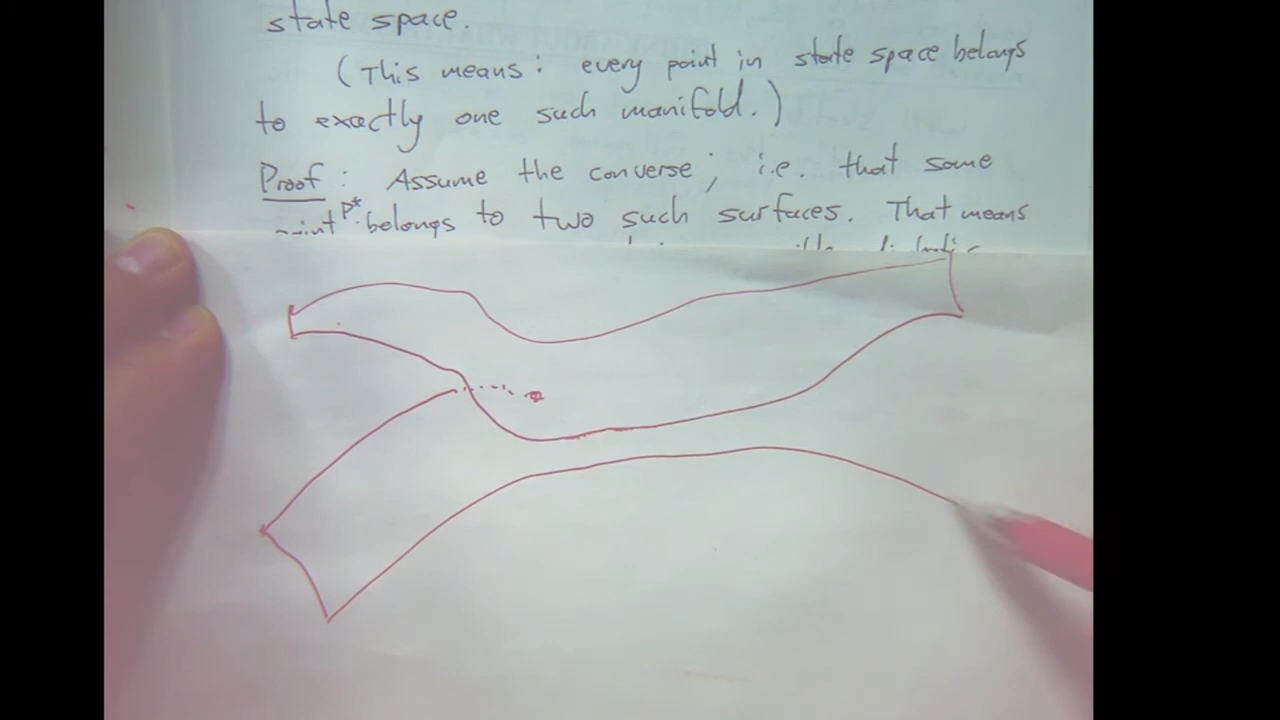 state space.
(This means: every point in state space belongs
to exactly one such manifold.)
Proof: Assume the converse; i.e. that some
point P* belongs to two such surfaces. That means